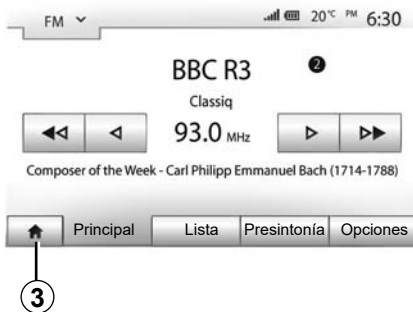 FM 20°C PM 6:30
BBC R3 2
Classiq
93.0 MHz
Composer of the Week - Carl Philipp Emmanuel Bach (1714-1788)
Principal Lista Presintonía Opciones
3